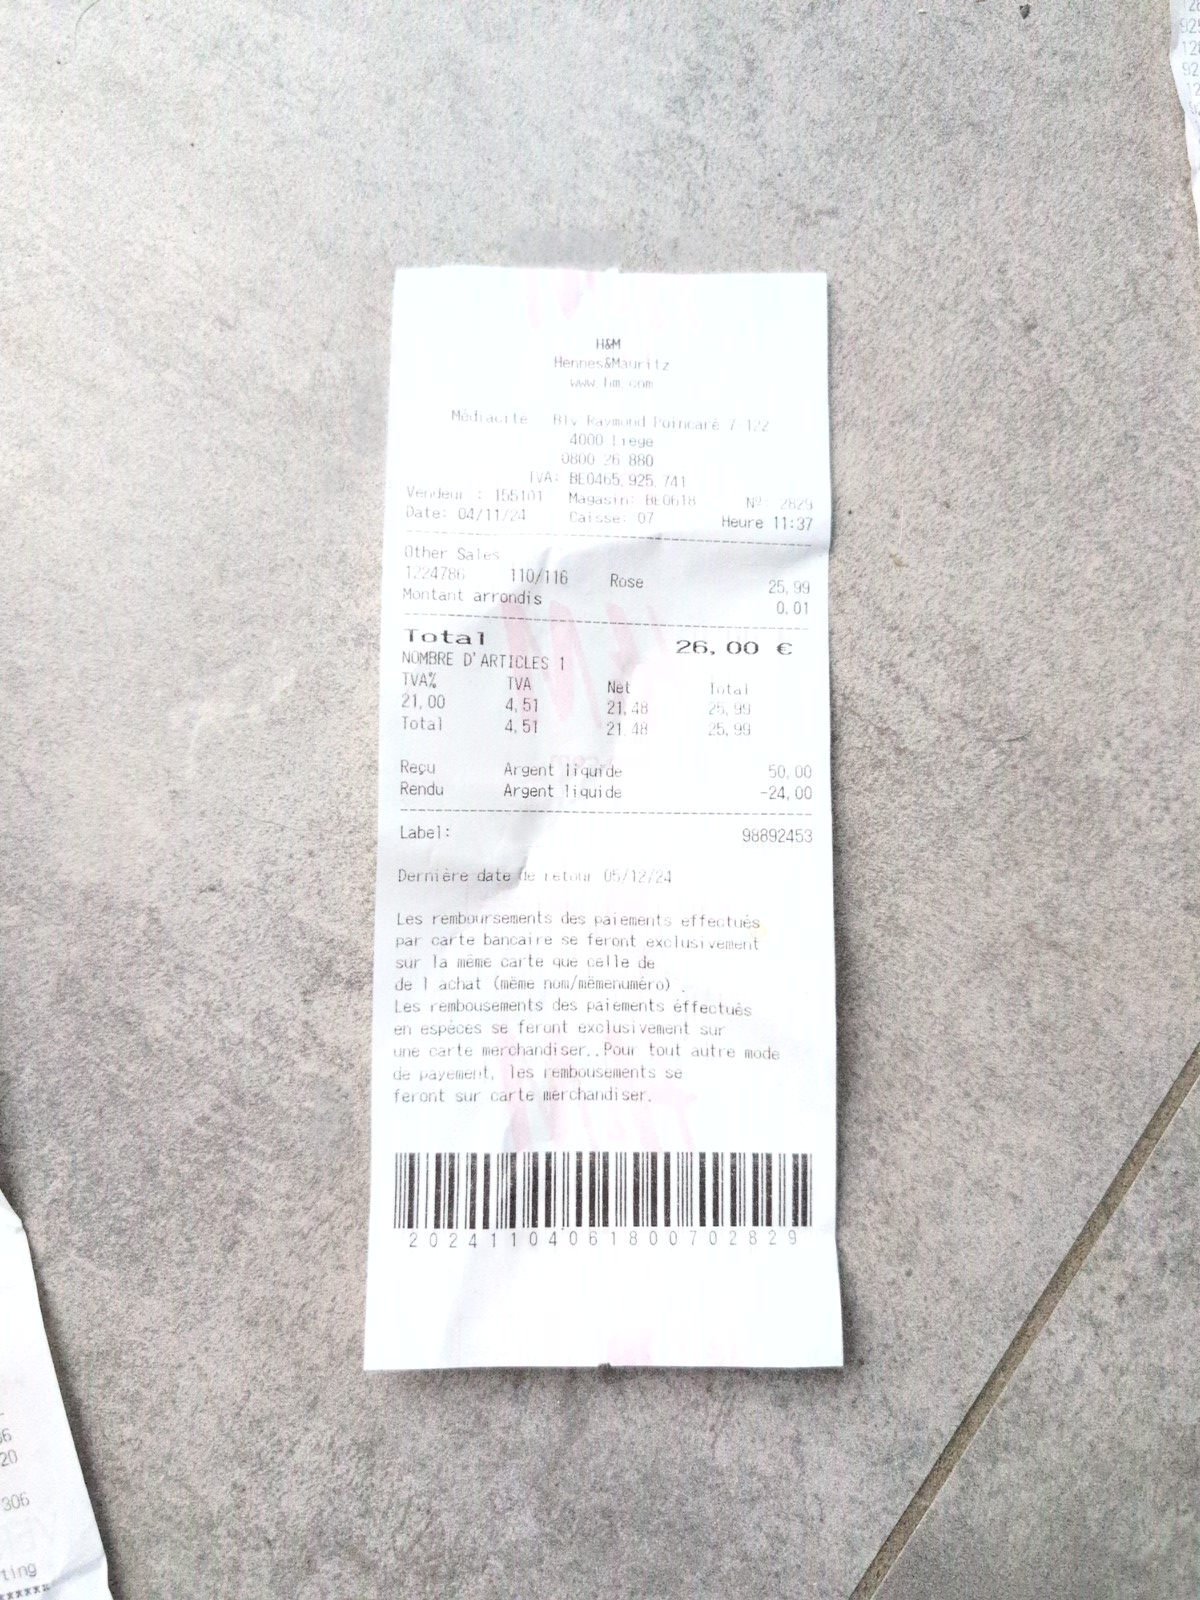 H&M
Hennes&Mauritz
www.hm.com
Médiacité Blv Raymond Poincaré 7 122
4000 Liège
0800 26 880
TVA: BE0465.925.741
Vendeur : 155101 Magasin: BE0618 Nº: 2829
Date: 04/11/24 Caisse: 07 Heure 11:37
Other Sales
1224786 110/116 Rose 25,99
Montant arrondis 0,01
Total 26,00 €
NOMBRE D'ARTICLES 1
TVA% TVA Net Total
21,00 4,51 21,48 25,99
Total 4,51 21,48 25,99
Reçu Argent liquide 50,00
Rendu Argent liquide -24,00
Label: 98892453
Dernière date de retour 05/12/24
Les remboursements des paiements effectués
par carte bancaire se feront exclusivement
sur la même carte que celle de
de l achat (même nom/mêmenuméro) .
Les rembousements des paiements éffectués
en espèces se feront exclusivement sur
une carte merchandiser..Pour tout autre mode
de payement, les rembousements se
feront sur carte merchandiser.
20241104061800702829
20
306
ting